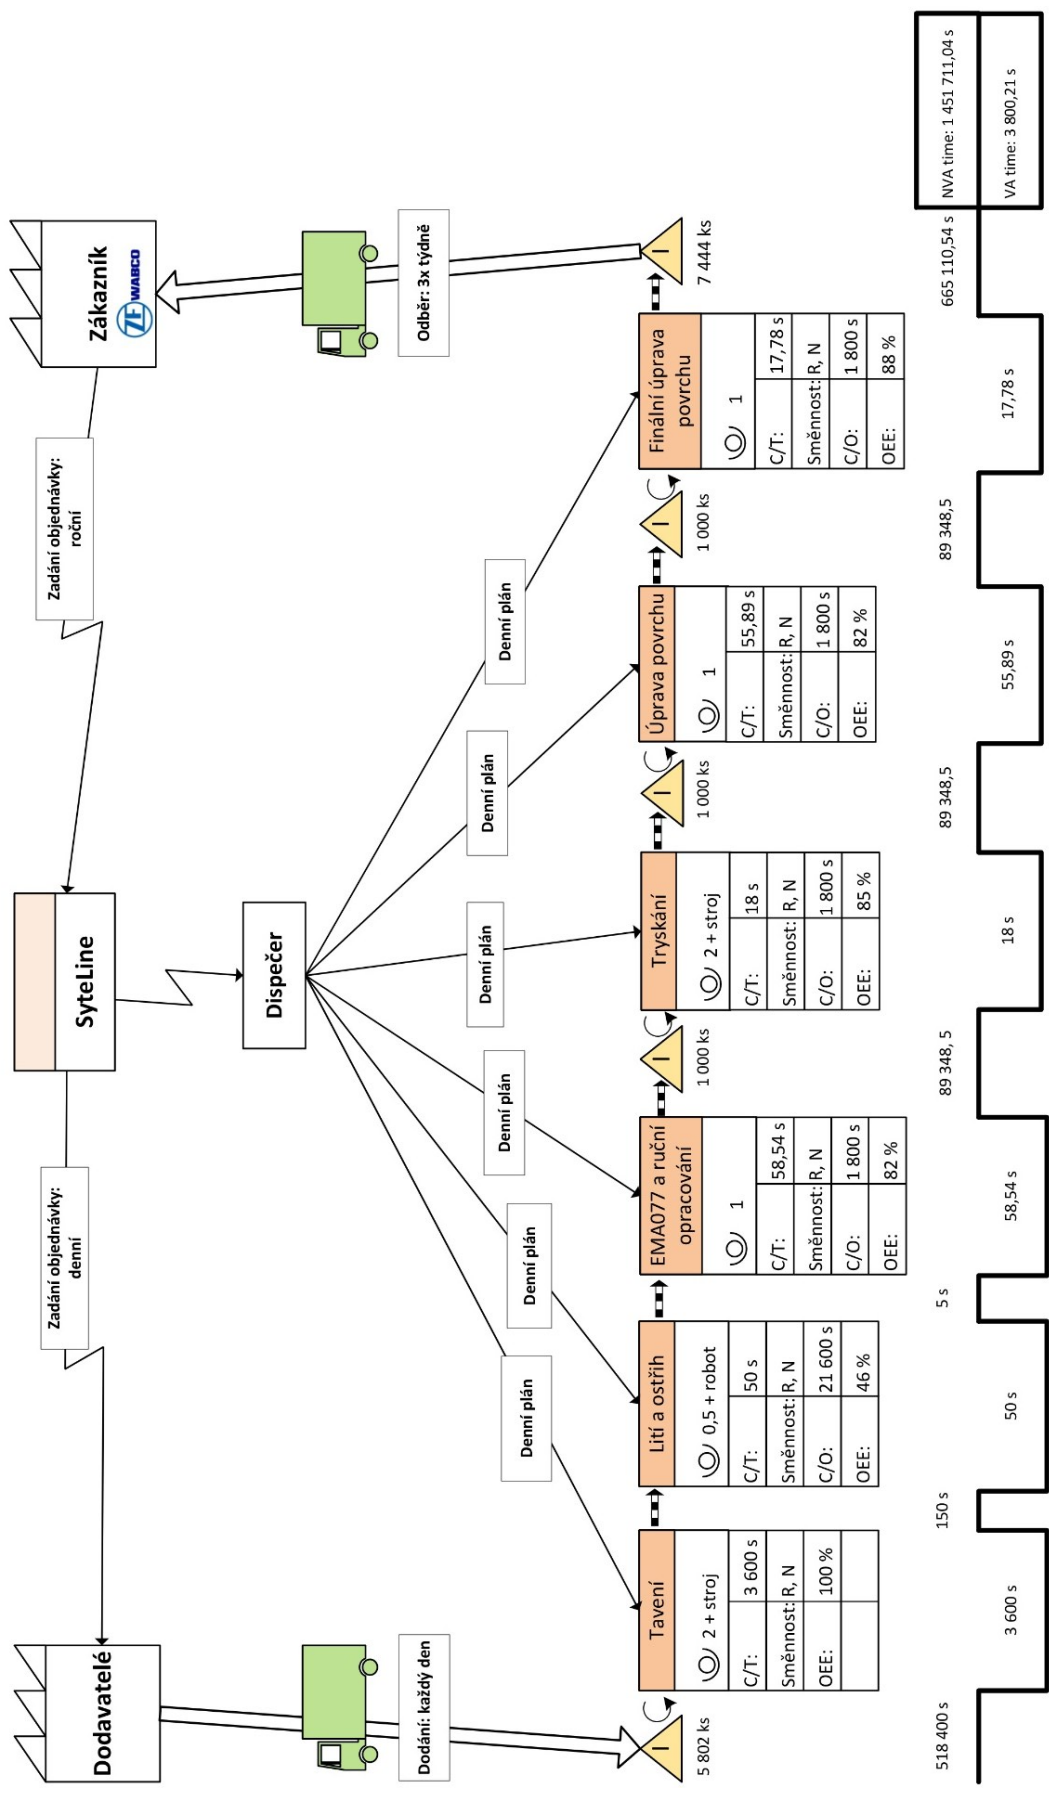 Dodavatelé
Zadání objednávky:
denní
SyteLine
Zadání objednávky:
roční
Zákazník
ZF WABCO
Dodání: každý den
Dispečer
Odběr: 3x týdně
Denní plán
Denní plán
Denní plán
Denní plán
Denní plán
Denní plán
I
5 802 ks
Tavení
2 + stroj
C/T: 3 600 s
Směnnost: R, N
OEE: 100 %
Lití a ostřih
0,5 + robot
C/T: 50 s
Směnnost: R, N
C/O: 21 600 s
OEE: 46 %
EMA077 a ruční
opracování
1
C/T: 58,54 s
Směnnost: R, N
C/O: 1 800 s
OEE: 82 %
I
1 000 ks
Tryskání
2 + stroj
C/T: 18 s
Směnnost: R, N
C/O: 1 800 s
OEE: 85 %
I
1 000 ks
Úprava povrchu
1
C/T: 55,89 s
Směnnost: R, N
C/O: 1 800 s
OEE: 82 %
I
1 000 ks
Finální úprava
povrchu
1
C/T: 17,78 s
Směnnost: R, N
C/O: 1 800 s
OEE: 88 %
I
7 444 ks
518 400 s
150 s
5 s
89 348, 5
89 348,5
89 348,5
665 110,54 s
NVA time: 1 451 711,04 s
3 600 s
50 s
58,54 s
18 s
55,89 s
17,78 s
VA time: 3 800,21 s